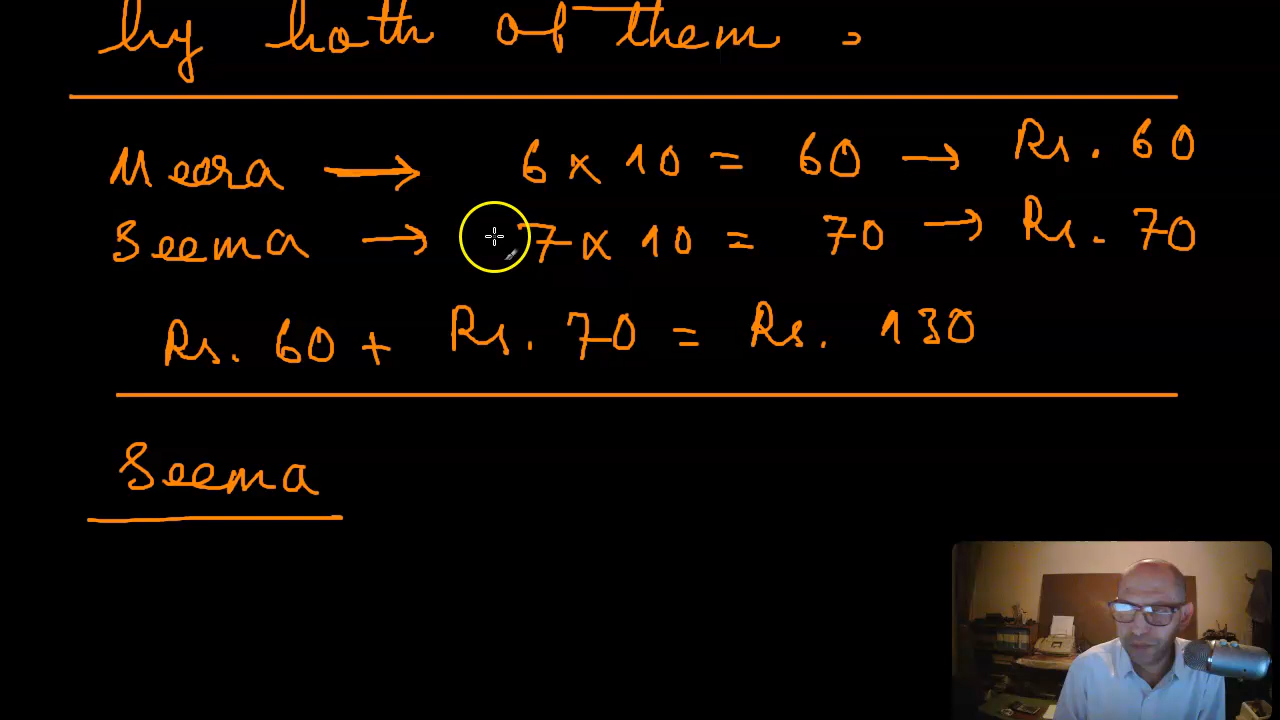 by both of them .
Meera → 6 x 10 = 60 → Rs. 60
Seema → 7 x 10 = 70 → Rs. 70
Rs. 60 + Rs. 70 = Rs. 130
Seema